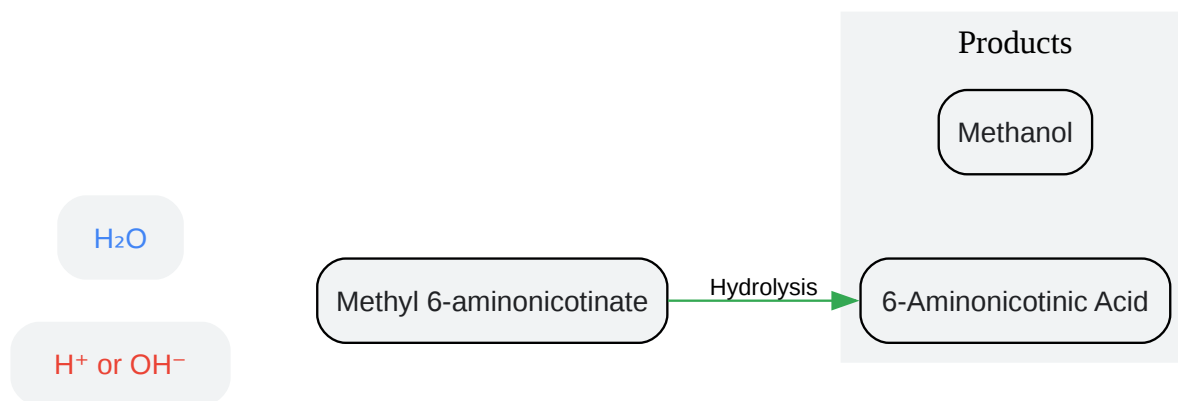 Products
Methanol
H₂O
Methyl 6-aminonicotinate
Hydrolysis
6-Aminonicotinic Acid
H⁺ or OH⁻